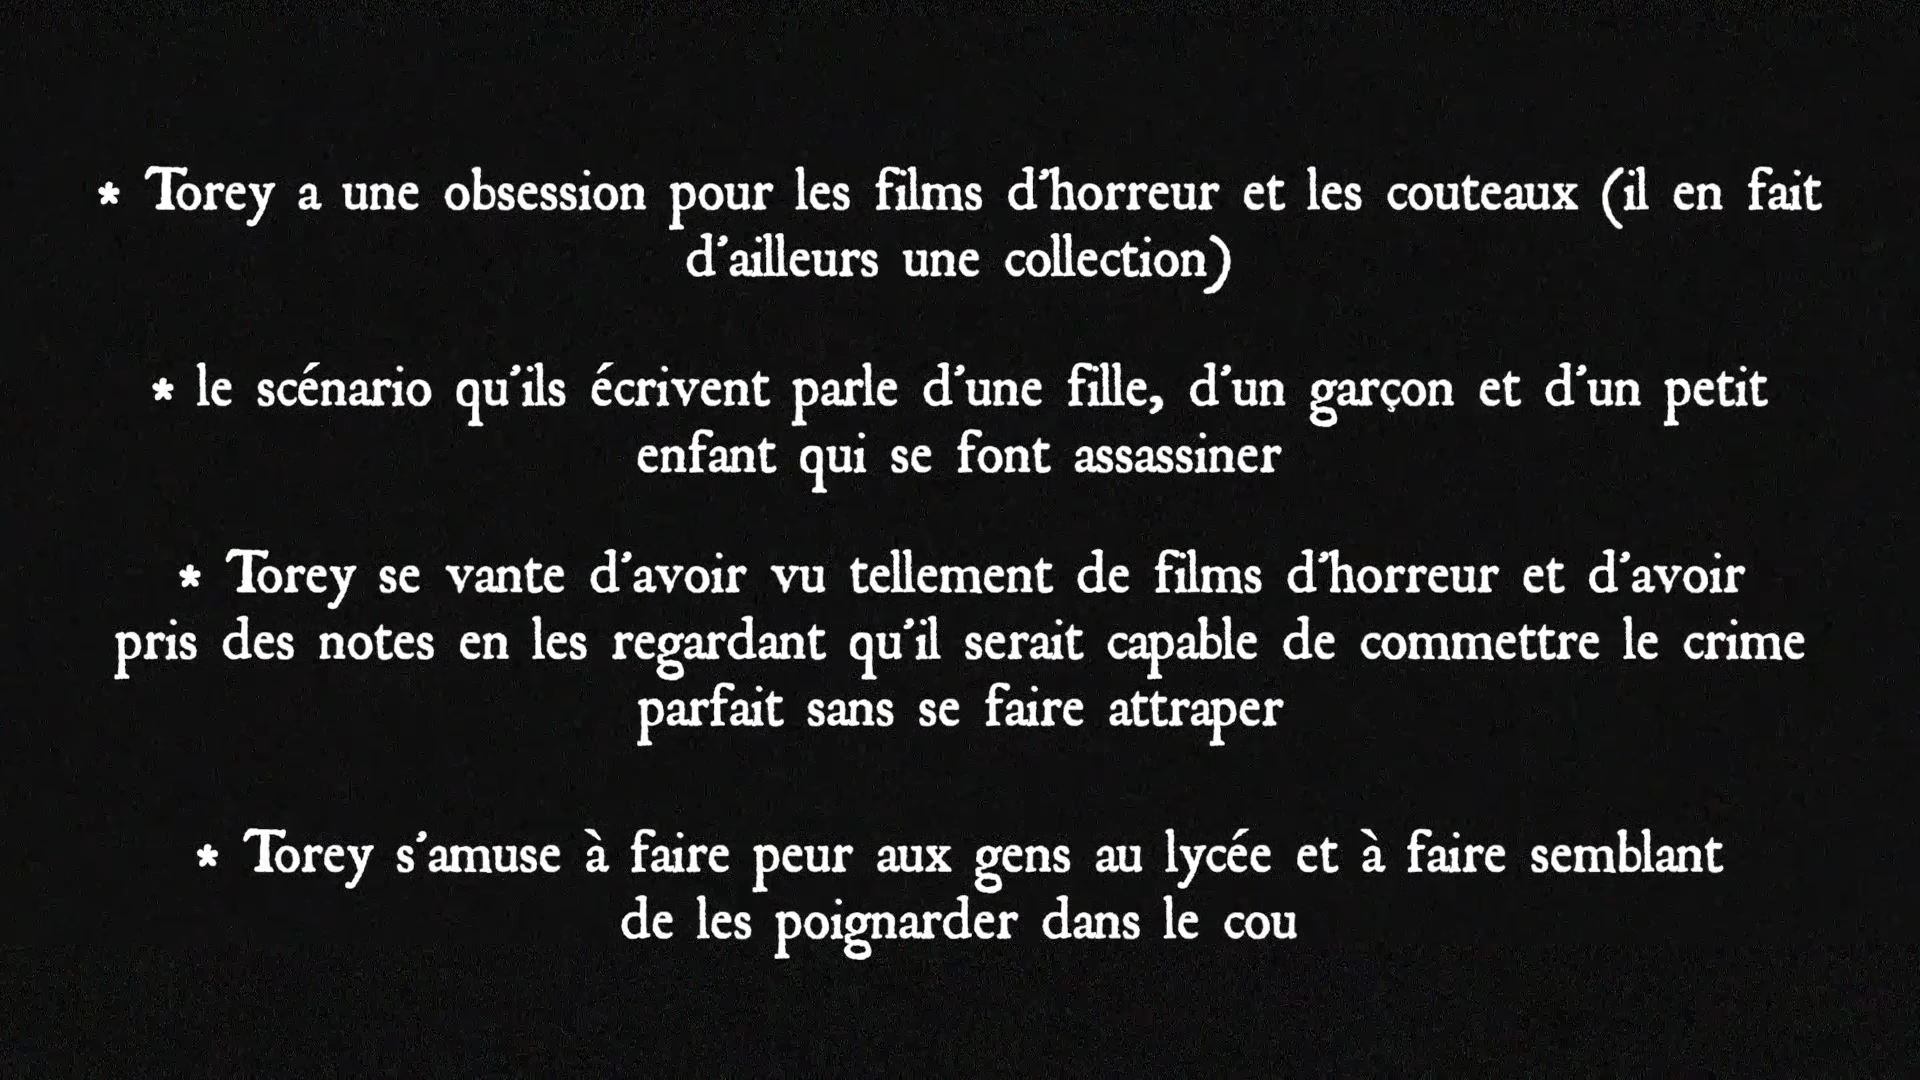 * Torey a une obsession pour les films d'horreur et les couteaux (il en fait
d'ailleurs une collection)
* le scénario qu'ils écrivent parle d'une fille, d'un garçon et d'un petit
enfant qui se font assassiner
* Torey se vante d'avoir vu tellement de films d'horreur et d'avoir
pris des notes en les regardant qu'il serait capable de commettre le crime
parfait sans se faire attraper
* Torey s'amuse à faire peur aux gens au lycée et à faire semblant
de les poignarder dans le cou